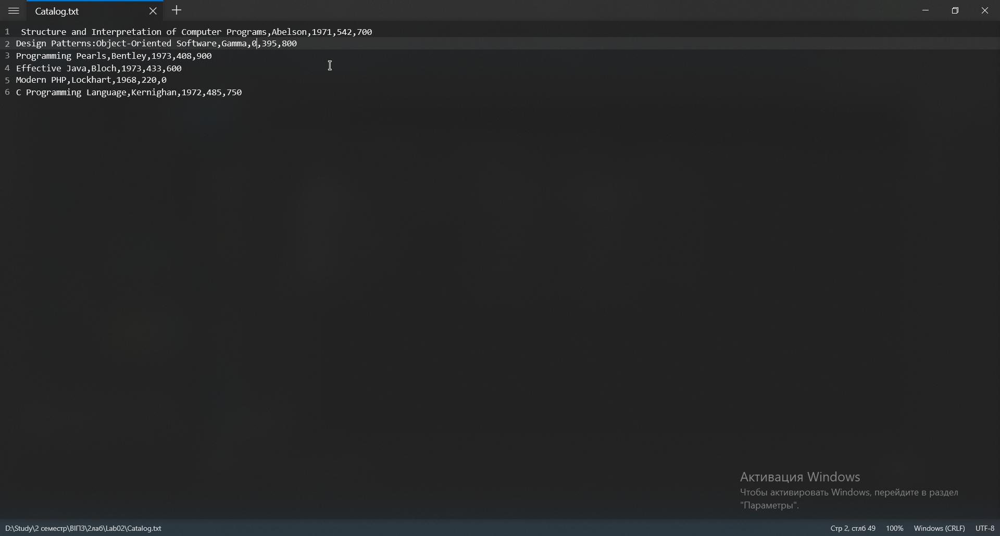 Catalog.txt
1 Structure and Interpretation of Computer Programs,Abelson,1971,542,700
2 Design Patterns:Object-Oriented Software,Gamma,0,395,800
3 Programming Pearls,Bentley,1973,408,900
4 Effective Java,Bloch,1973,433,600
5 Modern PHP,Lockhart,1968,220,0
6 C Programming Language,Kernighan,1972,485,750
Активация Windows
Чтобы активировать Windows, перейдите в раздел
"Параметры".
D:\Study\2 семестр\ВІПЗ\2лаб\Lab02\Catalog.txt Стр 2, стлб 49 100% Windows (CRLF) UTF-8